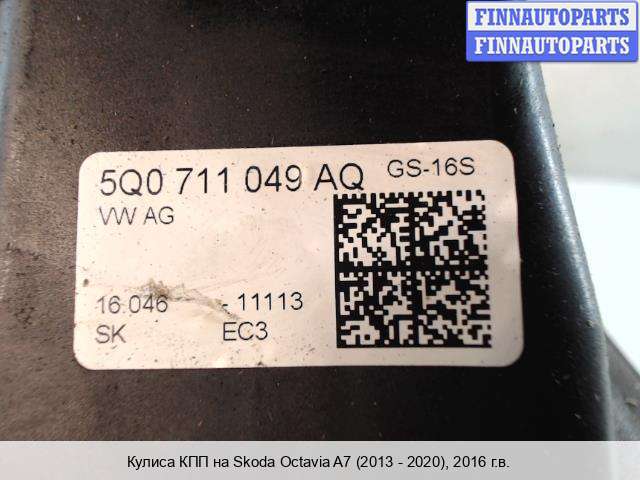 FINNAUTOPARTS
FINNAUTOPARTS
5Q0 711 049 AQ GS-16S
VW AG
16 046 - 11113
SK EC3
Кулиса КПП на Skoda Octavia A7 (2013 - 2020), 2016 г.в.